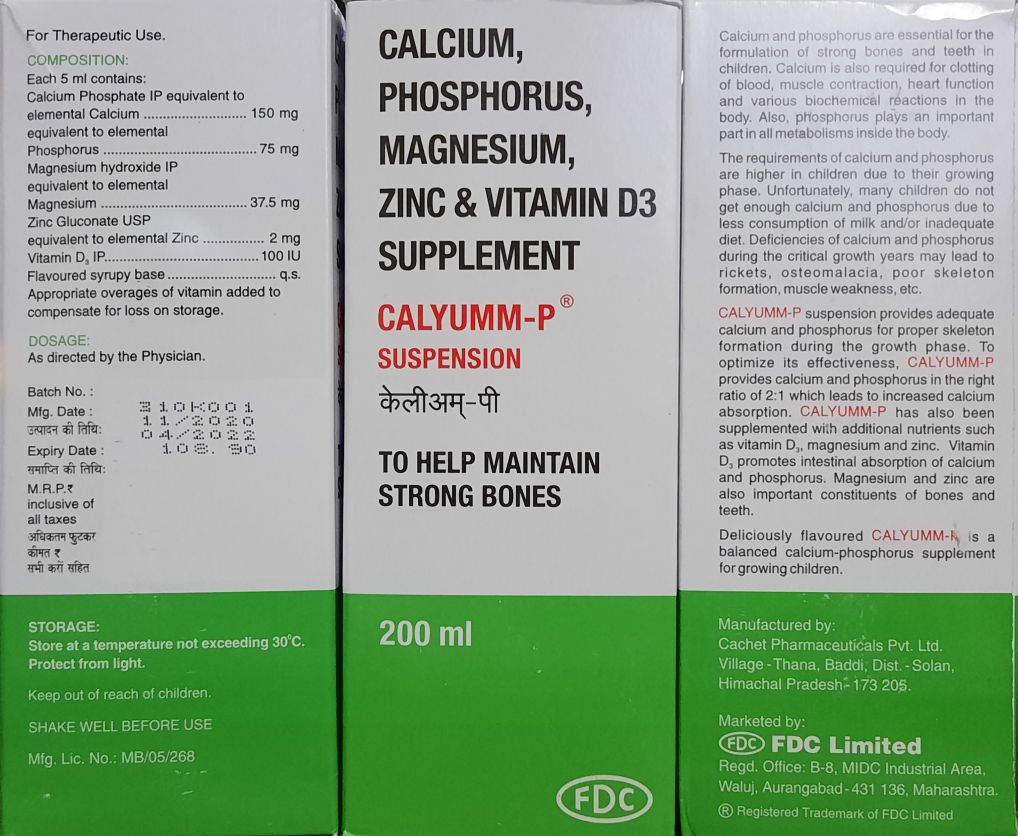 For Therapeutic Use.
COMPOSITION:
Each 5 ml contains:
Calcium Phosphate IP equivalent to
elemental Calcium ............................ 150 mg
equivalent to elemental
Phosphorus ........................................ 75 mg
Magnesium hydroxide IP
equivalent to elemental
Magnesium ...................................... 37.5 mg
Zinc Gluconate USP
equivalent to elemental Zinc ................ 2 mg
Vitamin D₃ IP........................................ 100 IU
Flavoured syrupy base ............................ q.s.
Appropriate overages of vitamin added to
compensate for loss on storage.
DOSAGE:
As directed by the Physician.
Batch No. : 310K001
Mfg. Date : 11/2020
उत्पादन की तिथि:
Expiry Date : 04/2022
समाप्ति की तिथि:
108.90
M.R.P.₹
inclusive of
all taxes
अधिकतम फुटकर
कीमत ₹
सभी करों सहित
STORAGE:
Store at a temperature not exceeding 30°C.
Protect from light.
Keep out of reach of children.
SHAKE WELL BEFORE USE
Mfg. Lic. No.: MB/05/268
CALCIUM,
PHOSPHORUS,
MAGNESIUM,
ZINC & VITAMIN D3
SUPPLEMENT
CALYUMM-P®
SUSPENSION
केलीअम्-पी
TO HELP MAINTAIN
STRONG BONES
200 ml
FDC
Calcium and phosphorus are essential for the
formulation of strong bones and teeth in
children. Calcium is also required for clotting
of blood, muscle contraction, heart function
and various biochemical reactions in the
body. Also, phosphorus plays an important
part in all metabolisms inside the body.
The requirements of calcium and phosphorus
are higher in children due to their growing
phase. Unfortunately, many children do not
get enough calcium and phosphorus due to
less consumption of milk and/or inadequate
diet. Deficiencies of calcium and phosphorus
during the critical growth years may lead to
rickets, osteomalacia, poor skeleton
formation, muscle weakness, etc.
CALYUMM-P suspension provides adequate
calcium and phosphorus for proper skeleton
formation during the growth phase. To
optimize its effectiveness, CALYUMM-P
provides calcium and phosphorus in the right
ratio of 2:1 which leads to increased calcium
absorption. CALYUMM-P has also been
supplemented with additional nutrients such
as vitamin D₃, magnesium and zinc. Vitamin
D₃ promotes intestinal absorption of calcium
and phosphorus. Magnesium and zinc are
also important constituents of bones and
teeth.
Deliciously flavoured CALYUMM-P is a
balanced calcium-phosphorus supplement
for growing children.
Manufactured by:
Cachet Pharmaceuticals Pvt. Ltd.
Village - Thana, Baddi, Dist. - Solan,
Himachal Pradesh - 173 205.
Marketed by:
FDC FDC Limited
Regd. Office: B-8, MIDC Industrial Area,
Waluj, Aurangabad - 431 136, Maharashtra.
® Registered Trademark of FDC Limited